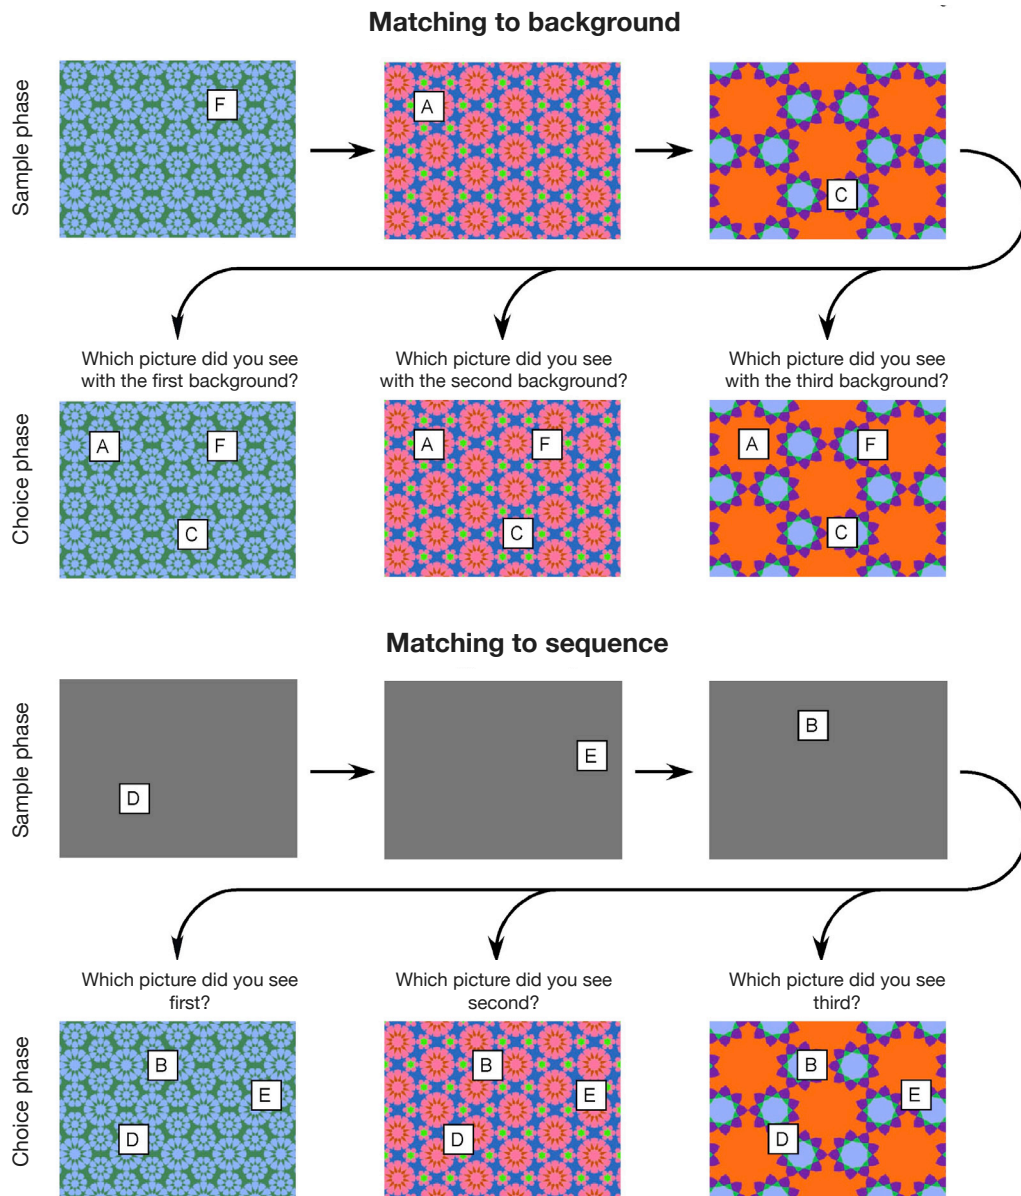 Matching to background
Sample phase
F
A
C
Which picture did you see
with the first background?
Which picture did you see
with the second background?
Which picture did you see
with the third background?
Choice phase
A
F
C
A
F
C
A
F
C
Matching to sequence
Sample phase
D
E
B
Which picture did you see
first?
Which picture did you see
second?
Which picture did you see
third?
Choice phase
B
E
D
B
E
D
B
E
D